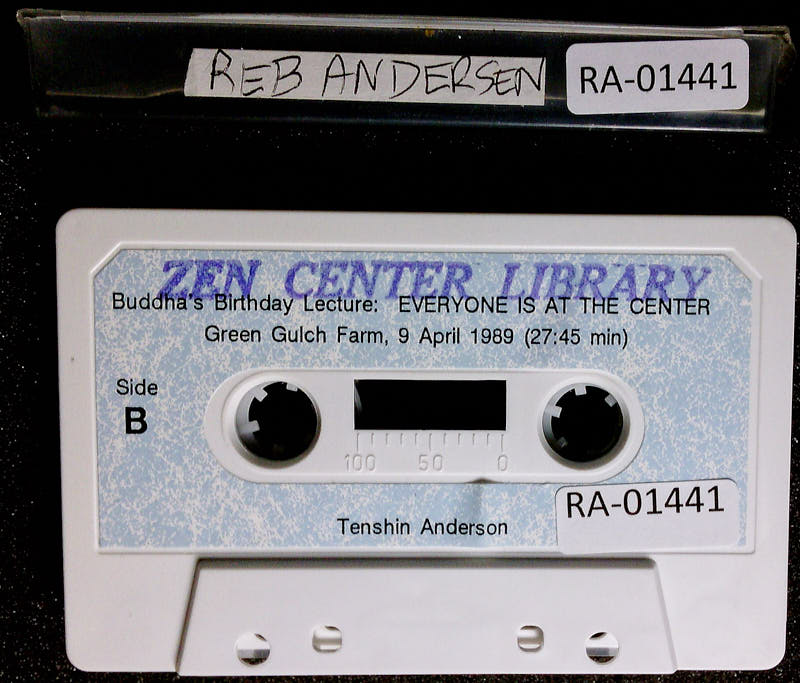 REB ANDERSEN
RA-01441
ZEN CENTER LIBRARY
Buddha's Birthday Lecture: EVERYONE IS AT THE CENTER
Green Gulch Farm, 9 April 1989 (27:45 min)
Side
B
100 50 0
RA-01441
Tenshin Anderson